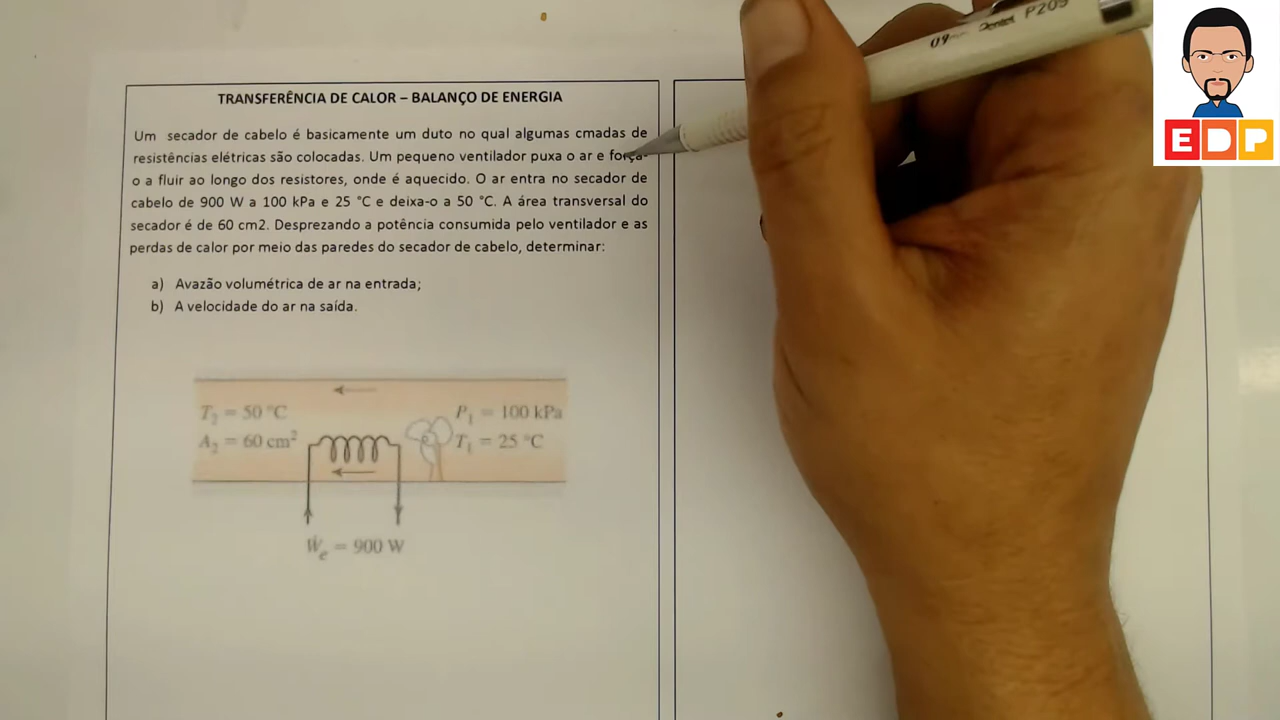 09mm Pentel P209
EDP
TRANSFERÊNCIA DE CALOR – BALANÇO DE ENERGIA
Um secador de cabelo é basicamente um duto no qual algumas cmadas de
resistências elétricas são colocadas. Um pequeno ventilador puxa o ar e força-
o a fluir ao longo dos resistores, onde é aquecido. O ar entra no secador de
cabelo de 900 W a 100 kPa e 25 °C e deixa-o a 50 °C. A área transversal do
secador é de 60 cm2. Desprezando a potência consumida pelo ventilador e as
perdas de calor por meio das paredes do secador de cabelo, determinar:
a) Avazão volumétrica de ar na entrada;
b) A velocidade do ar na saída.
T₂ = 50 °C
A₂ = 60 cm²
P₁ = 100 kPa
T₁ = 25 °C
Ẇₑ = 900 W